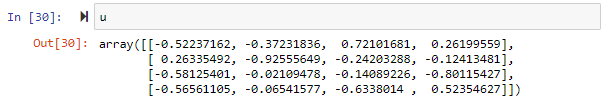 In [30]: u
Out[30]: array([[-0.52237162, -0.37231836,  0.72101681,  0.26199559],
[ 0.26335492, -0.92555649, -0.24203288, -0.12413481],
[-0.58125401, -0.02109478, -0.14089226, -0.80115427],
[-0.56561105, -0.06541577, -0.6338014 ,  0.52354627]])